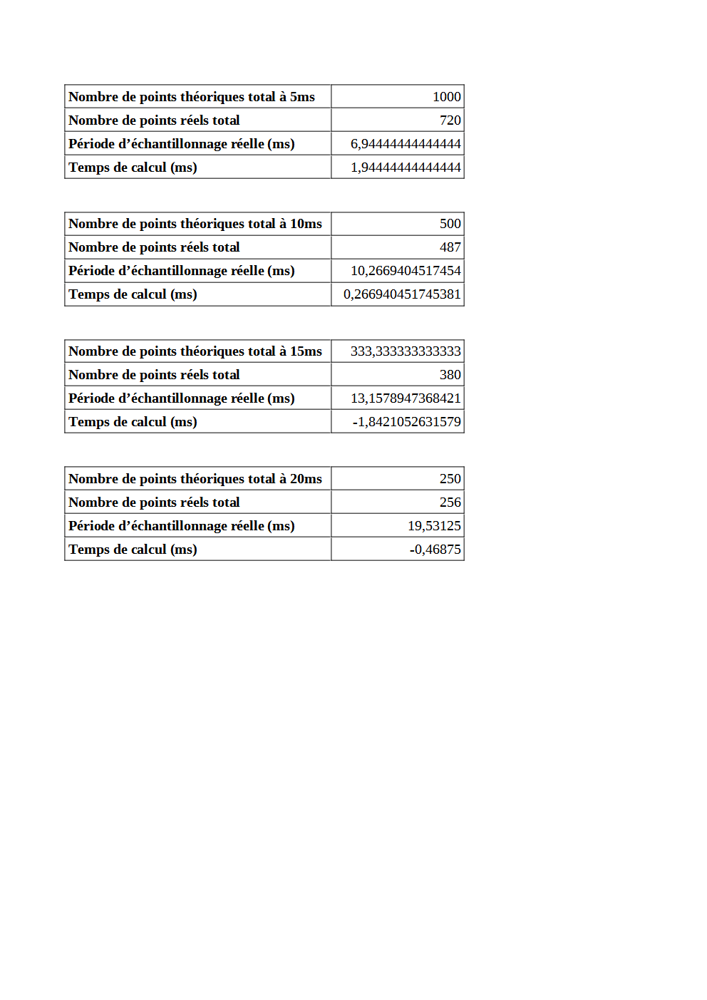 Nombre de points théoriques total à 5ms 1000
Nombre de points réels total 720
Période d’échantillonnage réelle (ms) 6,94444444444444
Temps de calcul (ms) 1,94444444444444
Nombre de points théoriques total à 10ms 500
Nombre de points réels total 487
Période d’échantillonnage réelle (ms) 10,2669404517454
Temps de calcul (ms) 0,266940451745381
Nombre de points théoriques total à 15ms 333,333333333333
Nombre de points réels total 380
Période d’échantillonnage réelle (ms) 13,1578947368421
Temps de calcul (ms) -1,8421052631579
Nombre de points théoriques total à 20ms 250
Nombre de points réels total 256
Période d’échantillonnage réelle (ms) 19,53125
Temps de calcul (ms) -0,46875